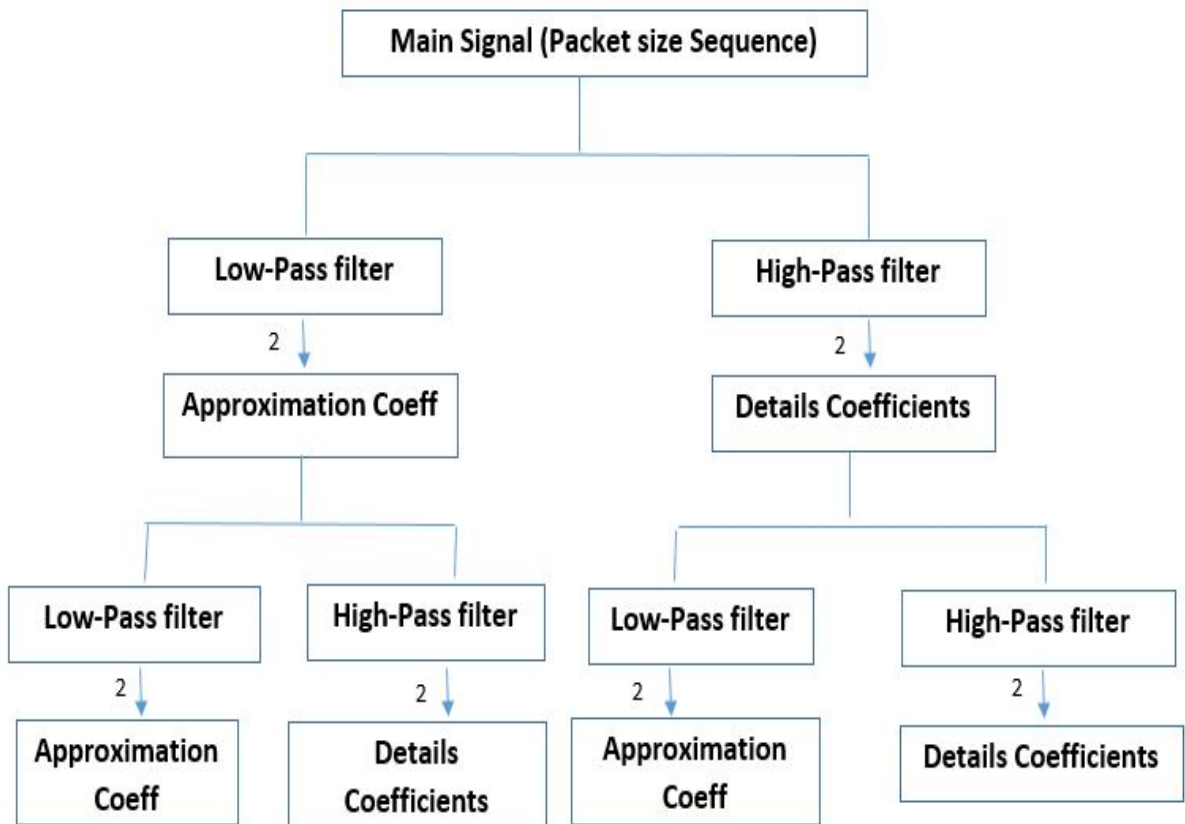 Main Signal (Packet size Sequence)
Low-Pass filter
High-Pass filter
2
2
Approximation Coeff
Details Coefficients
Low-Pass filter
High-Pass filter
Low-Pass filter
High-Pass filter
2
2
2
2
Approximation
Coeff
Details
Coefficients
Approximation
Coeff
Details Coefficients